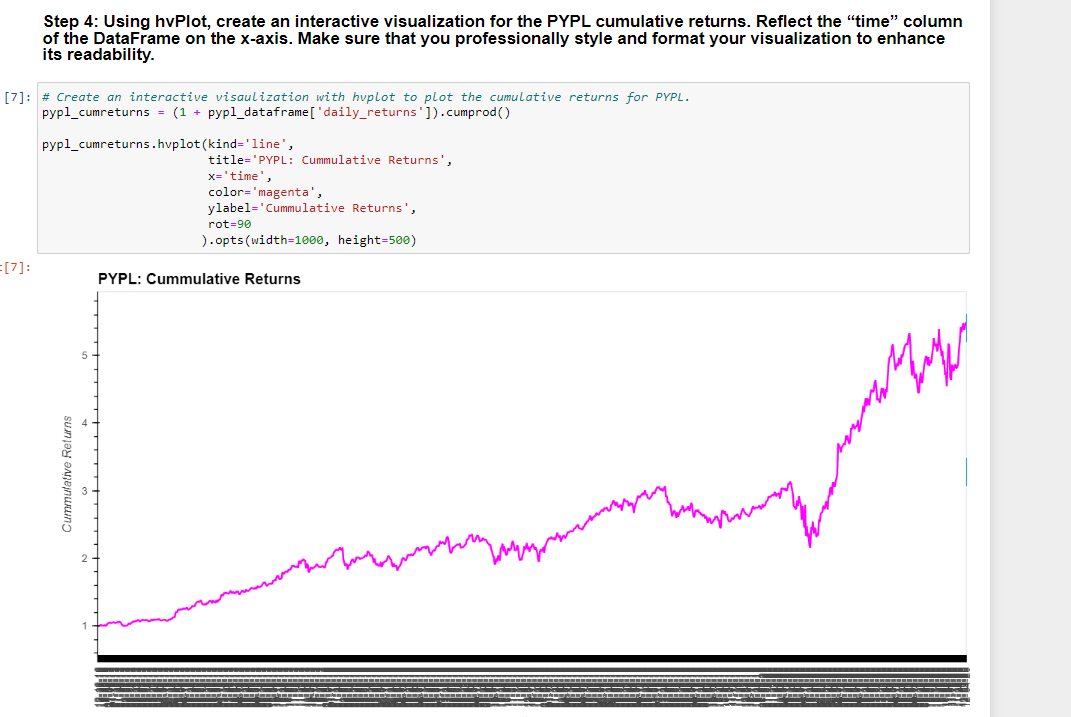 Step 4: Using hvPlot, create an interactive visualization for the PYPL cumulative returns. Reflect the “time” column
of the DataFrame on the x-axis. Make sure that you professionally style and format your visualization to enhance
its readability.
[7]: # Create an interactive visaulization with hvplot to plot the cumulative returns for PYPL.
pypl_cumreturns = (1 + pypl_dataframe['daily_returns']).cumprod()
pypl_cumreturns.hvplot(kind='line',
title='PYPL: Cummulative Returns',
x='time',
color='magenta',
ylabel='Cummulative Returns',
rot=90
).opts(width=1000, height=500)
:[7]:
PYPL: Cummulative Returns
5
4
3
2
1
Cummulative Returns